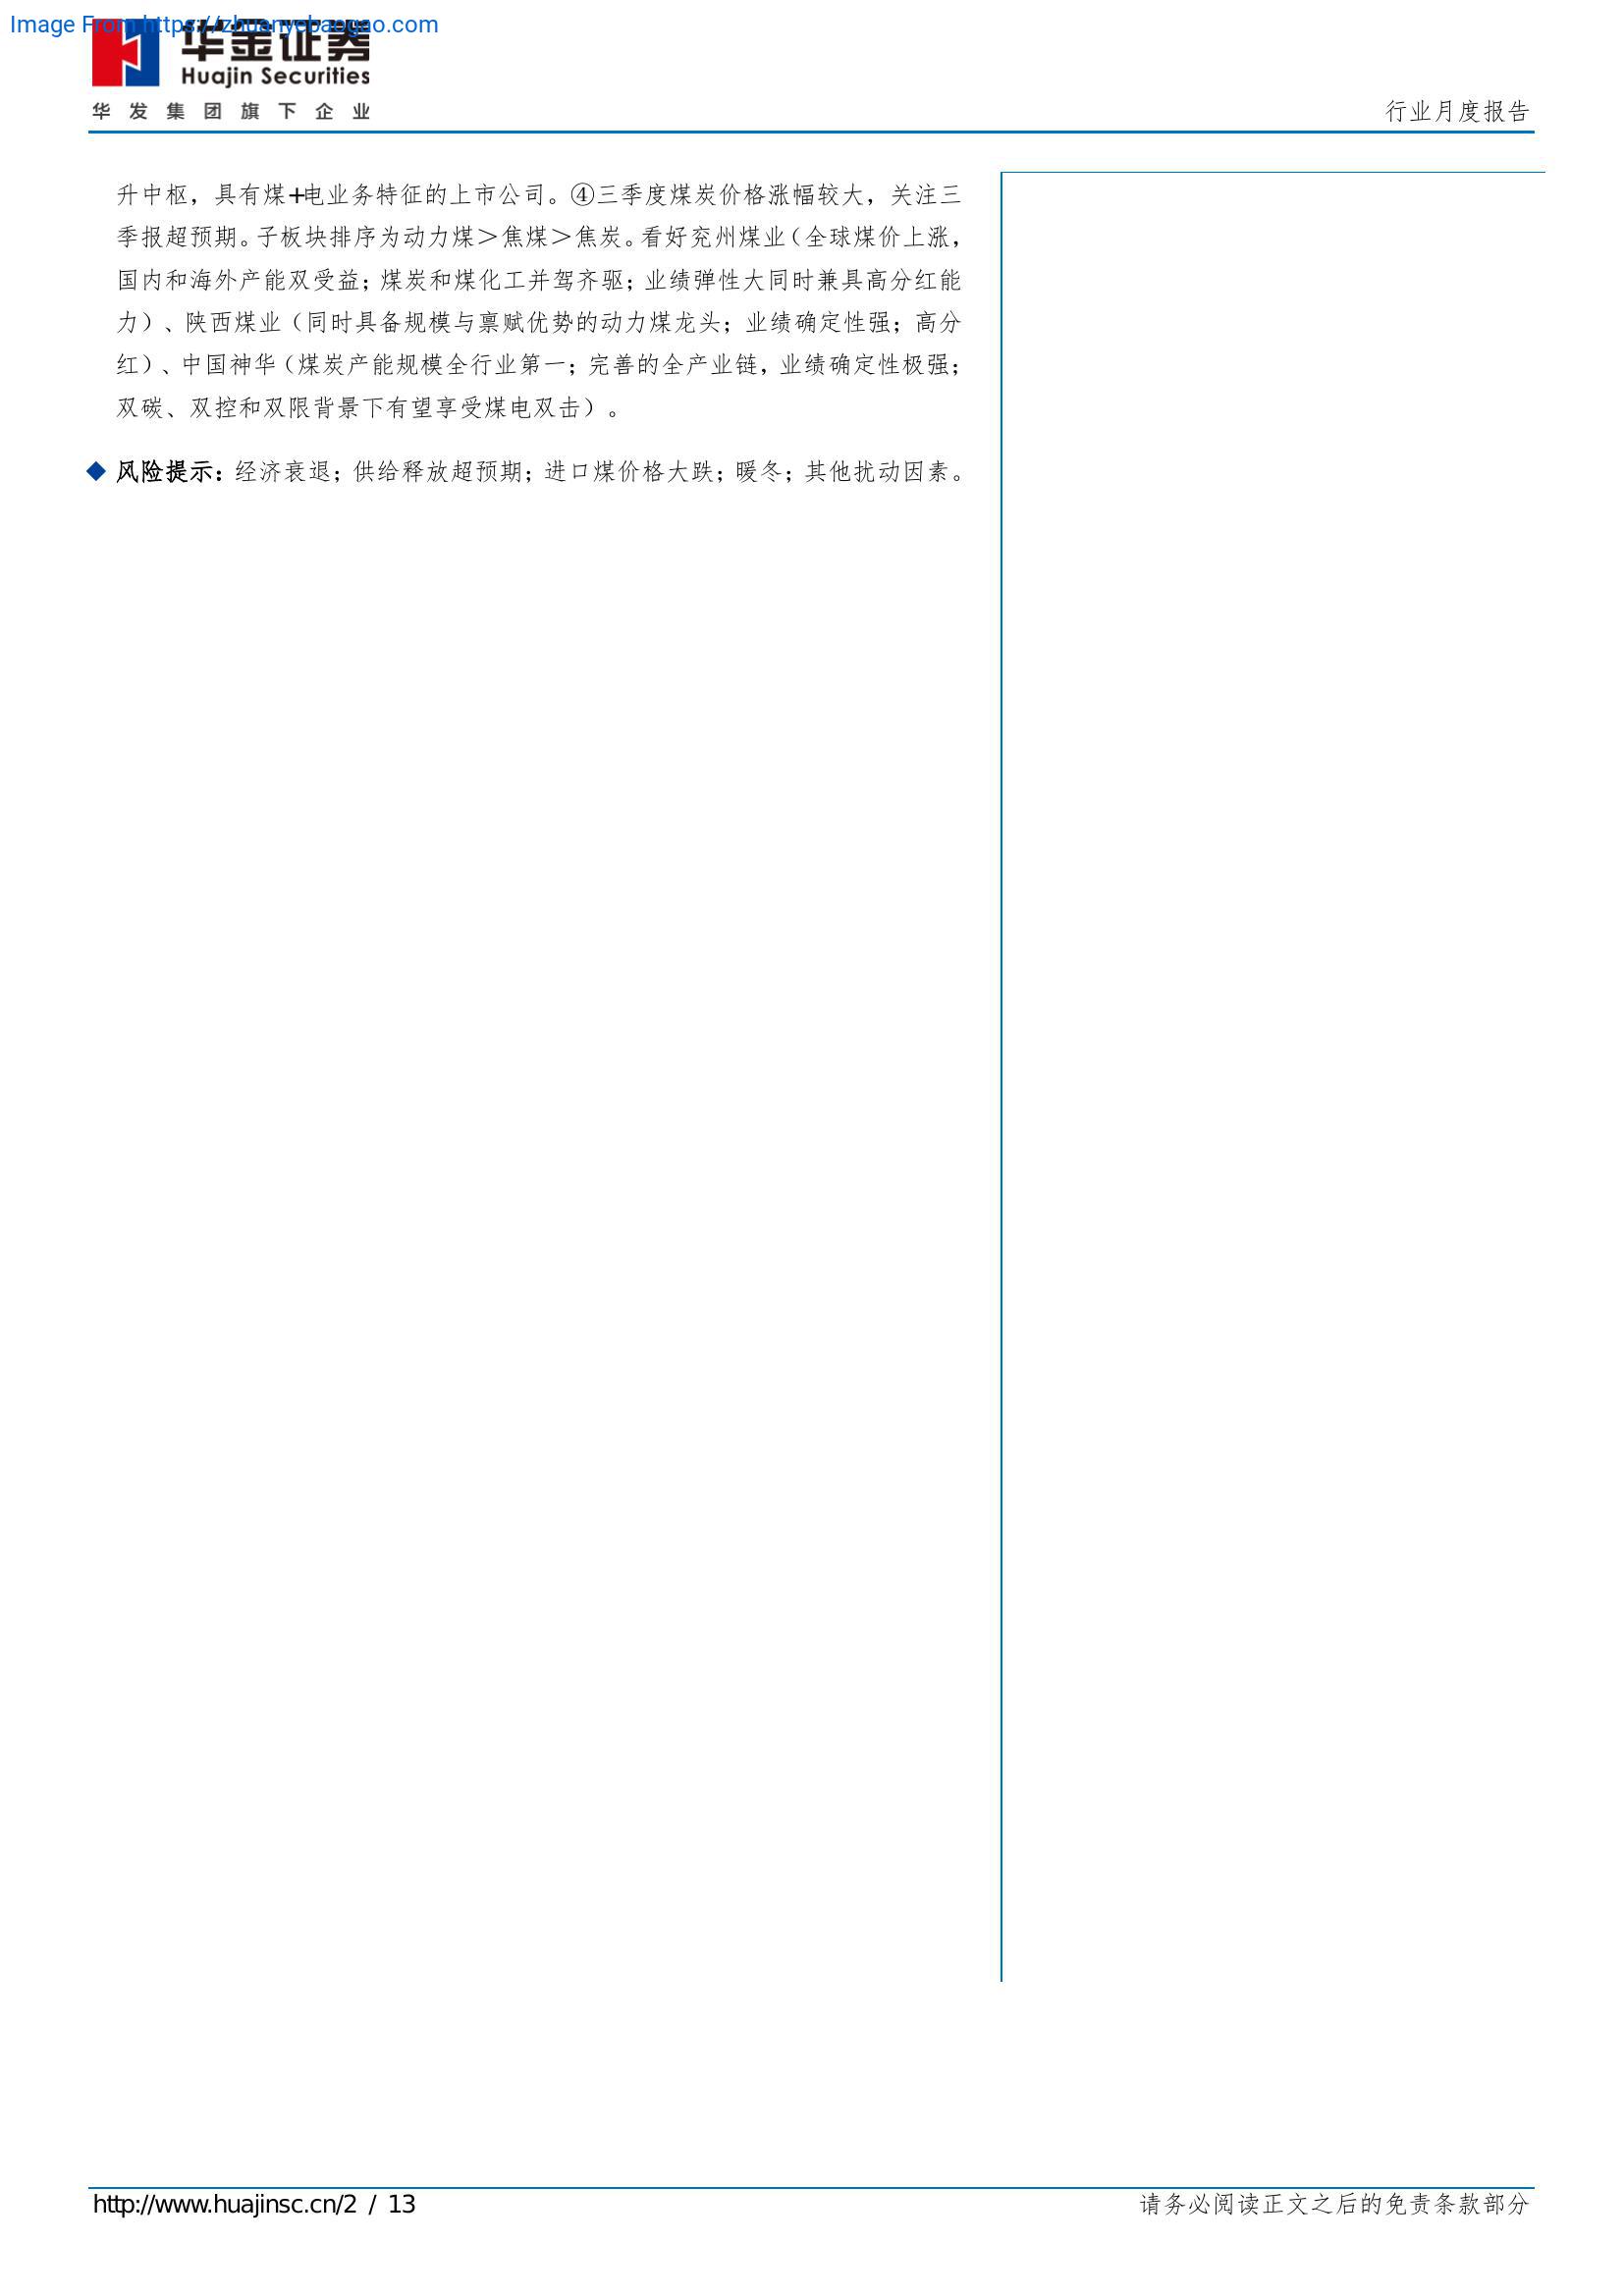 Image From https://zhuanyebaogao.com
华金证券
Huajin Securities
华发集团旗下企业
行业月度报告
升中枢，具有煤+电业务特征的上市公司。④三季度煤炭价格涨幅较大，关注三
季报超预期。子板块排序为动力煤＞焦煤＞焦炭。看好兖州煤业（全球煤价上涨，
国内和海外产能双受益；煤炭和煤化工并驾齐驱；业绩弹性大同时兼具高分红能
力）、陕西煤业（同时具备规模与禀赋优势的动力煤龙头；业绩确定性强；高分
红）、中国神华（煤炭产能规模全行业第一；完善的全产业链，业绩确定性极强；
双碳、双控和双限背景下有望享受煤电双击）。
◆ 风险提示：经济衰退；供给释放超预期；进口煤价格大跌；暖冬；其他扰动因素。
http://www.huajinsc.cn/2 / 13
请务必阅读正文之后的免责条款部分